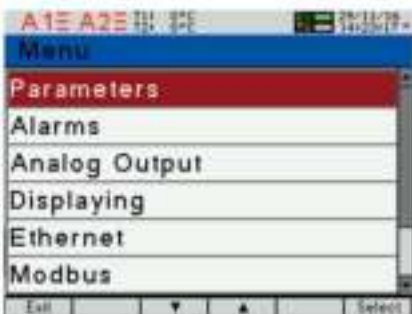 A1 A2
Menu
Parameters
Alarms
Analog Output
Displaying
Ethernet
Modbus
Exit ▼ ▲ Select